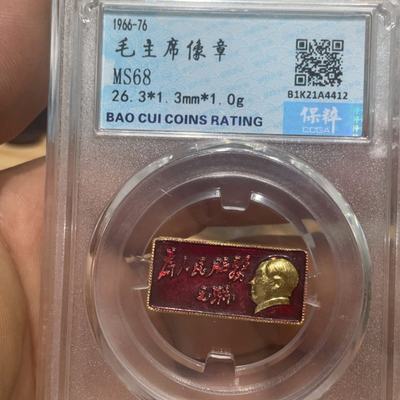 1966-76
毛主席像章
MS68
26.3*1.3mm*1.0g
B1K21A4412
BAO CUI COINS RATING
保粹
CCGA
为人民服务
毛泽东